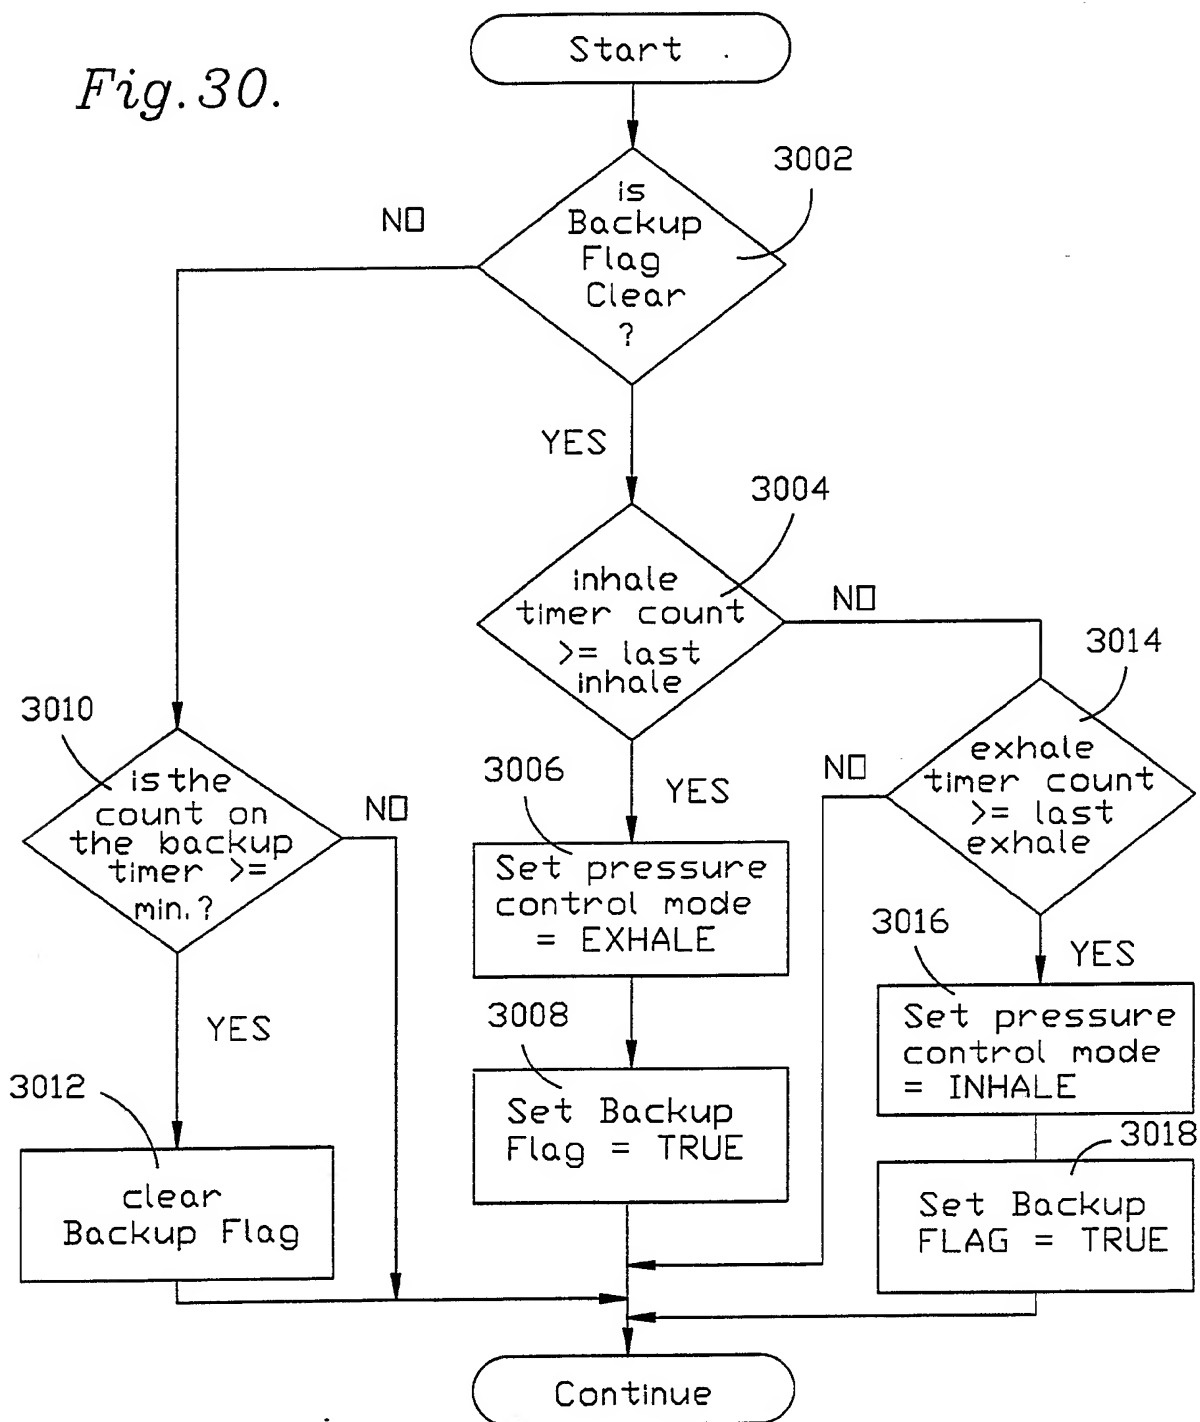 Fig. 30.
Start
3002
is
Backup
Flag
Clear
?
NO
YES
3004
inhale
timer count
>= last
inhale
NO
3014
exhale
timer count
>= last
exhale
NO
3010
is the
count on
the backup
timer >=
min. ?
NO
3006
YES
Set pressure
control mode
= EXHALE
3016
YES
Set pressure
control mode
= INHALE
3008
YES
Set Backup
Flag = TRUE
3012
clear
Backup Flag
3018
Set Backup
FLAG = TRUE
Continue